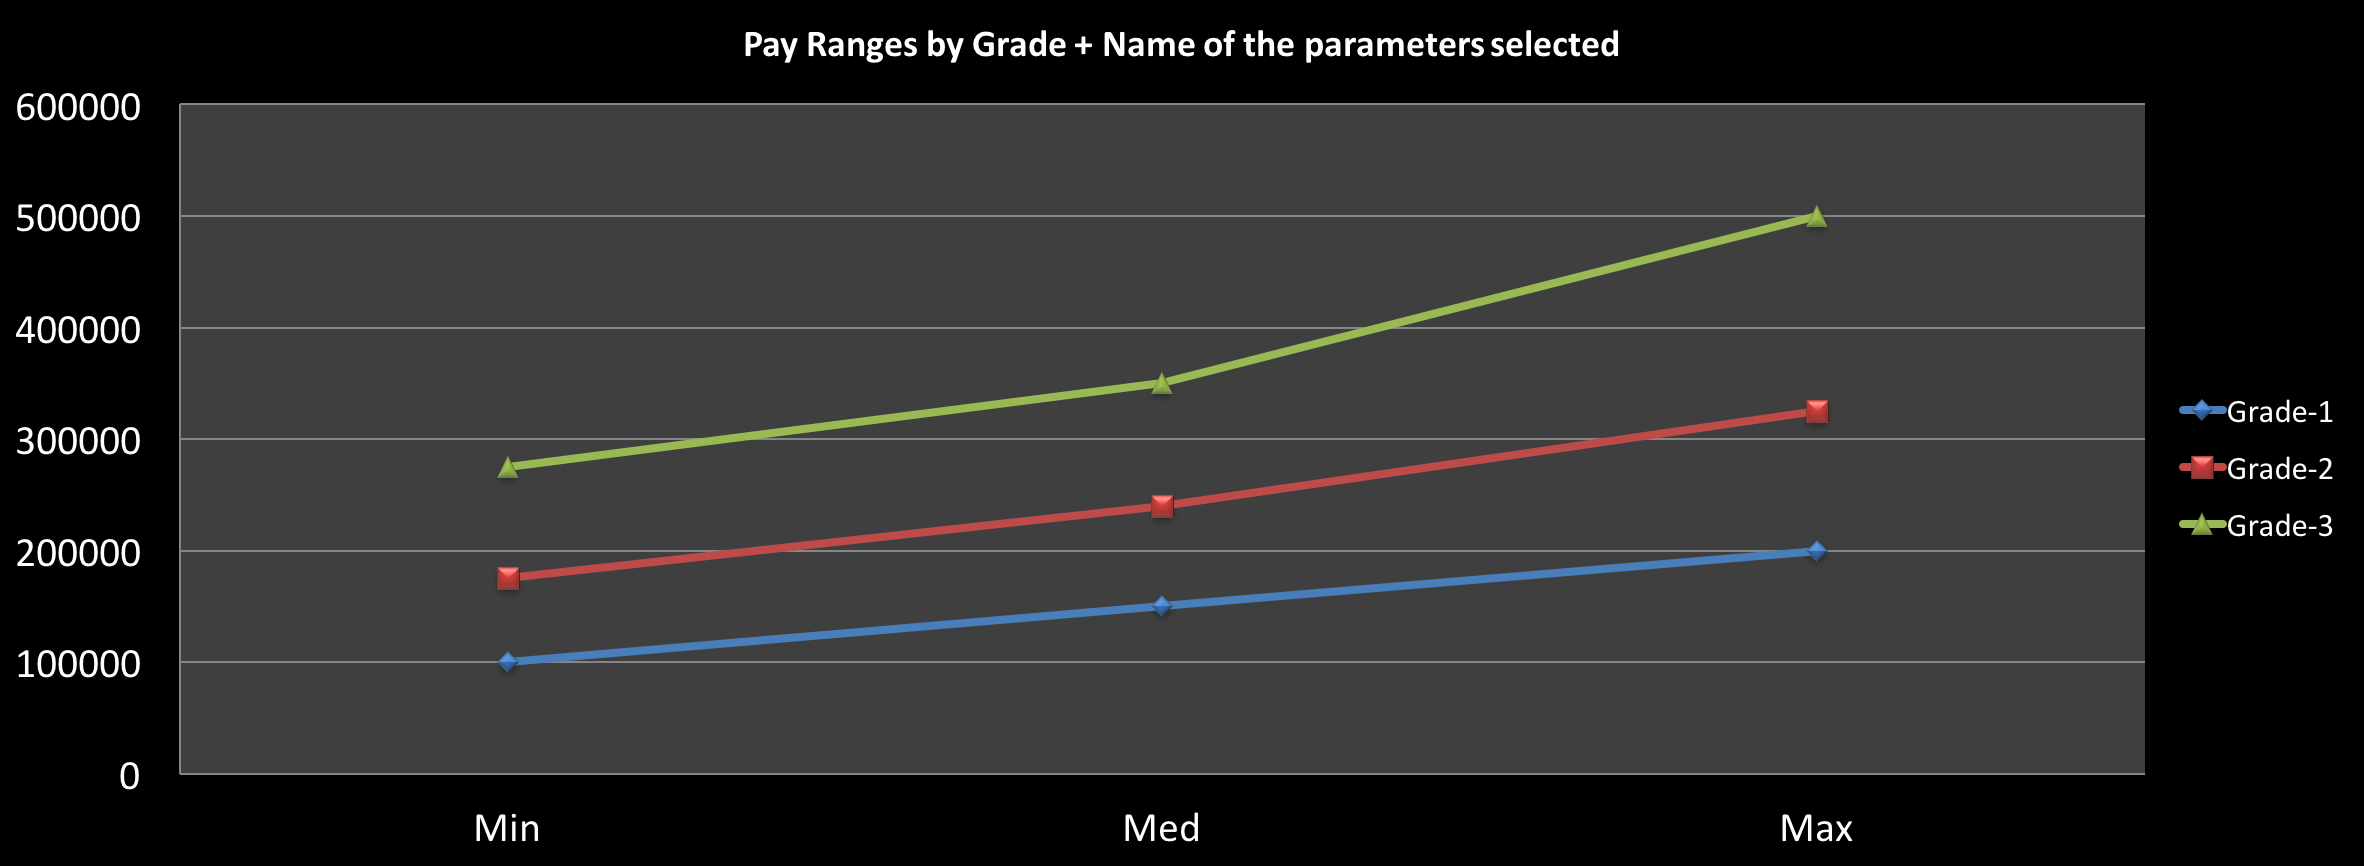 Pay Ranges by Grade + Name of the parameters selected
600000
500000
400000
300000
200000
100000
0
Min
Med
Max
Grade-1
Grade-2
Grade-3